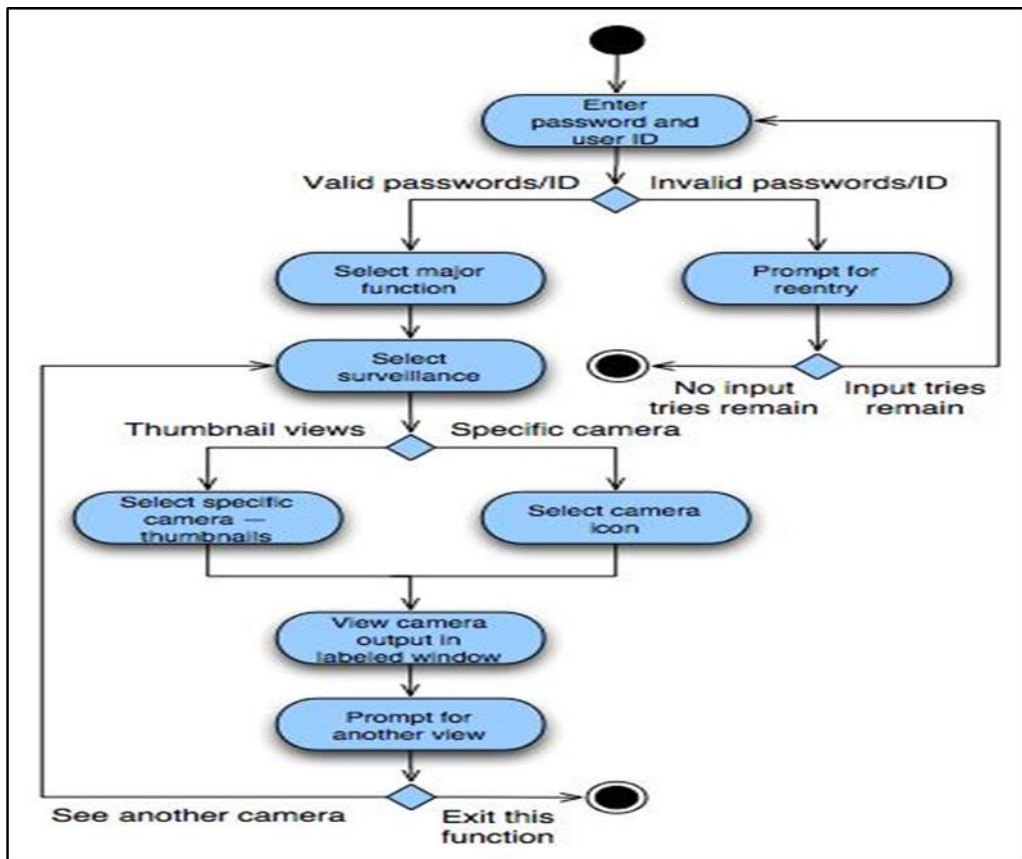 Enter
password and
user ID
Valid passwords/ID
Invalid passwords/ID
Select major
function
Prompt for
reentry
Select
surveillance
No input
tries remain
Input tries
remain
Thumbnail views
Specific camera
Select specific
camera —
thumbnails
Select camera
icon
View camera
output in
labeled window
Prompt for
another view
See another camera
Exit this
function